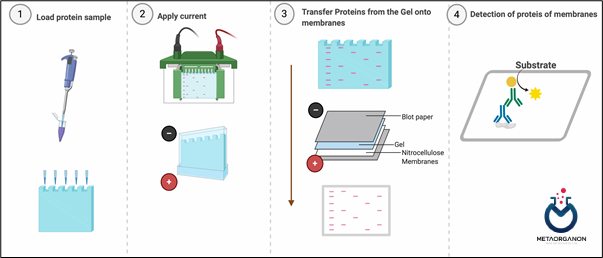 1 Load protein sample
2 Apply current
3 Transfer Proteins from the Gel onto
membranes
4 Detection of proteis of membranes
Substrate
Blot paper
Gel
Nitrocellulose
Membranes
METAORGANON